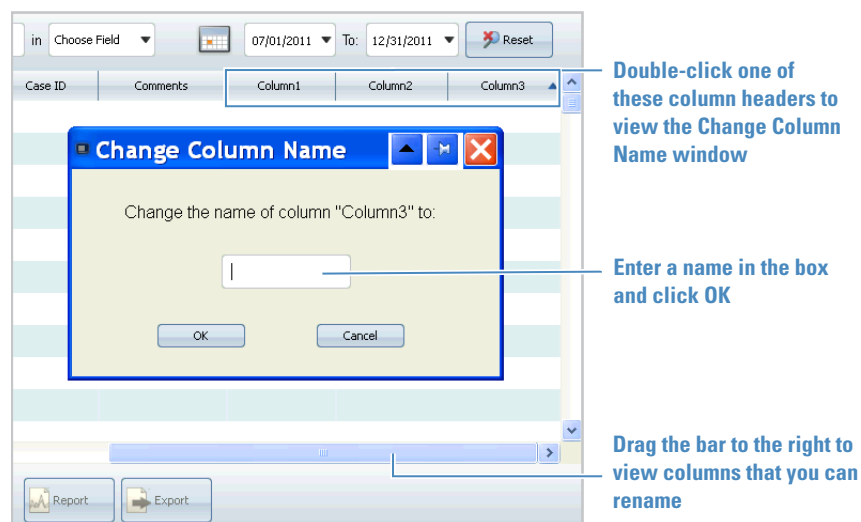 in Choose Field 07/01/2011 To: 12/31/2011 Reset
Case ID Comments Column1 Column2 Column3
Double-click one of
these column headers to
view the Change Column
Name window
Change Column Name
Change the name of column "Column3" to:
Enter a name in the box
and click OK
OK Cancel
Drag the bar to the right to
view columns that you can
rename
Report Export